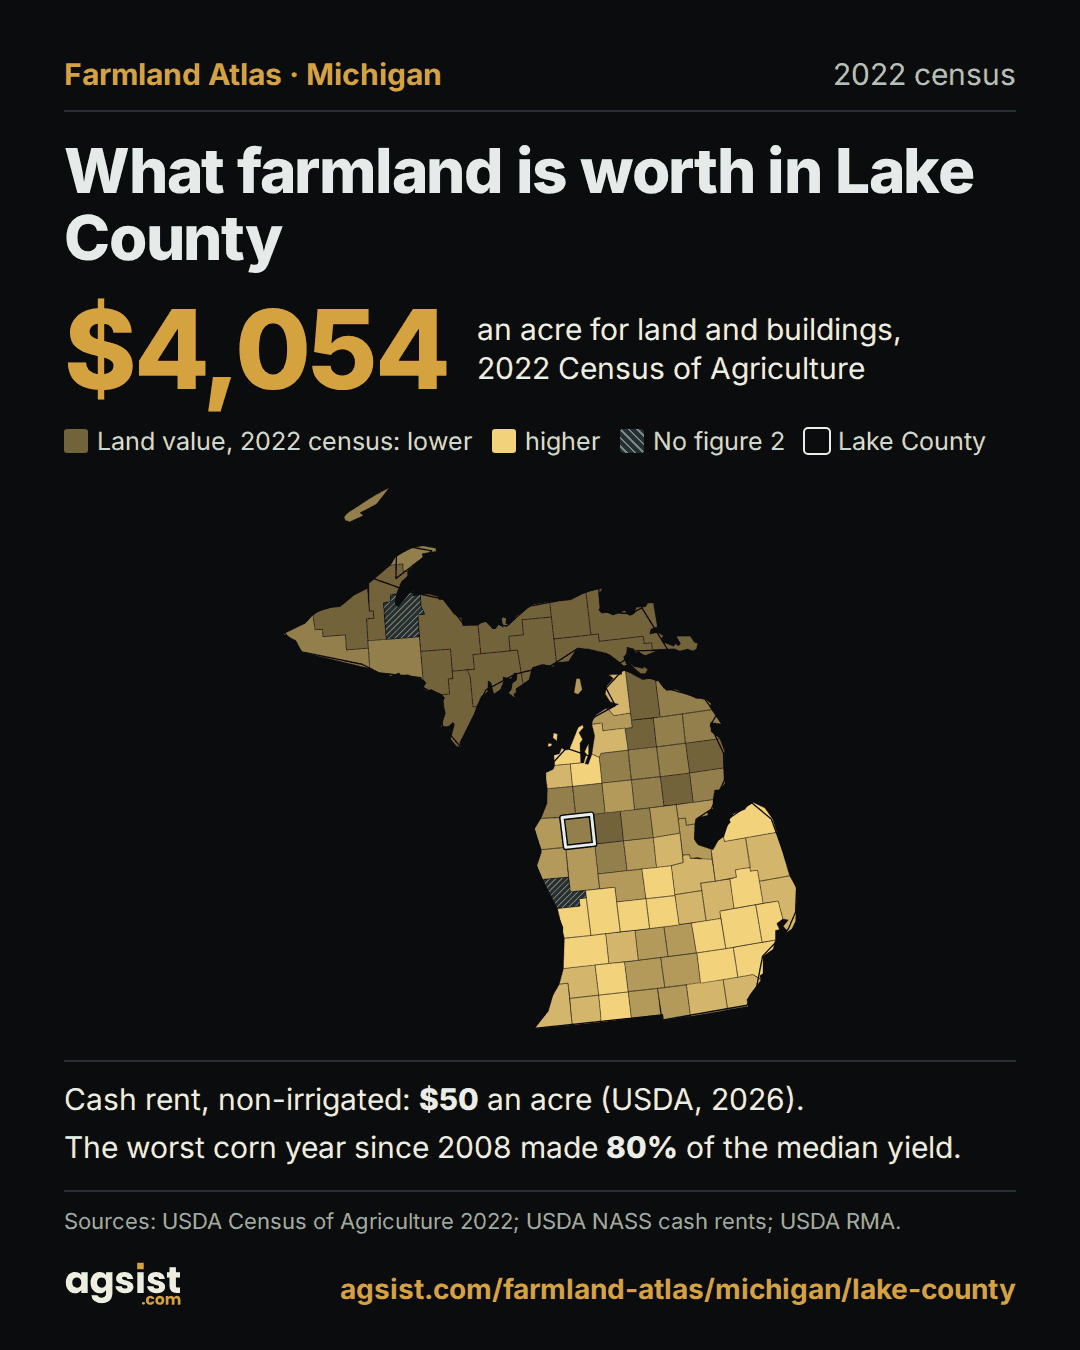 Farmland Atlas · Michigan
2022 census
What farmland is worth in Lake
County
$4,054
an acre for land and buildings,
2022 Census of Agriculture
Land value, 2022 census: lower
higher
No figure 2
Lake County
Cash rent, non-irrigated: $50 an acre (USDA, 2026).
The worst corn year since 2008 made 80% of the median yield.
Sources: USDA Census of Agriculture 2022; USDA NASS cash rents; USDA RMA.
agsist
.com
agsist.com/farmland-atlas/michigan/lake-county